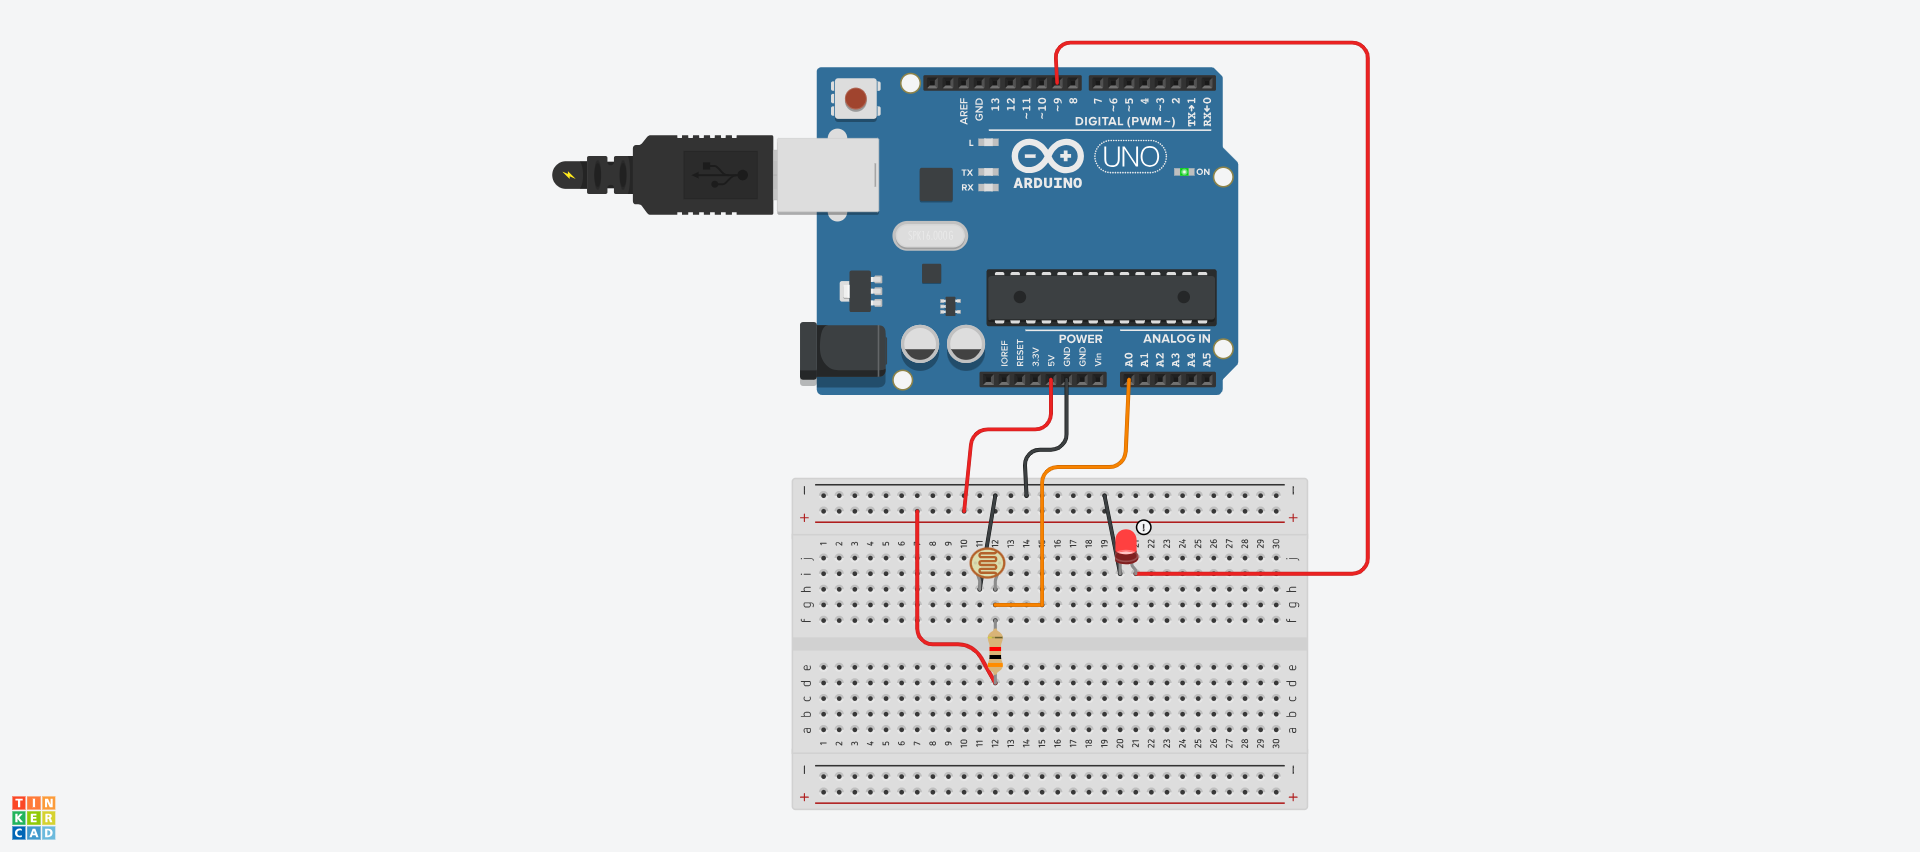 AREF GND 13 12 ~11 ~10 ~9 8 7 ~6 ~5 4 ~3 2 TX→1 RX←0
DIGITAL (PWM~)
L
UNO
TX
RX
ON
ARDUINO
POWER
ANALOG IN
IOREF RESET 3.3V 5V GND GND Vin A0 A1 A2 A3 A4 A5
!
+ +
1 2 3 4 5 6 8 9 10 11 12 13 14 16 17 18 19 22 23 24 25 26 27 28 29 30
j j
i i
h h
g g
f f
e e
d d
c c
b b
a a
1 2 3 4 5 6 7 8 9 10 11 12 13 14 15 16 17 18 19 20 21 22 23 24 25 26 27 28 29 30
+ +
TIN
KER
CAD